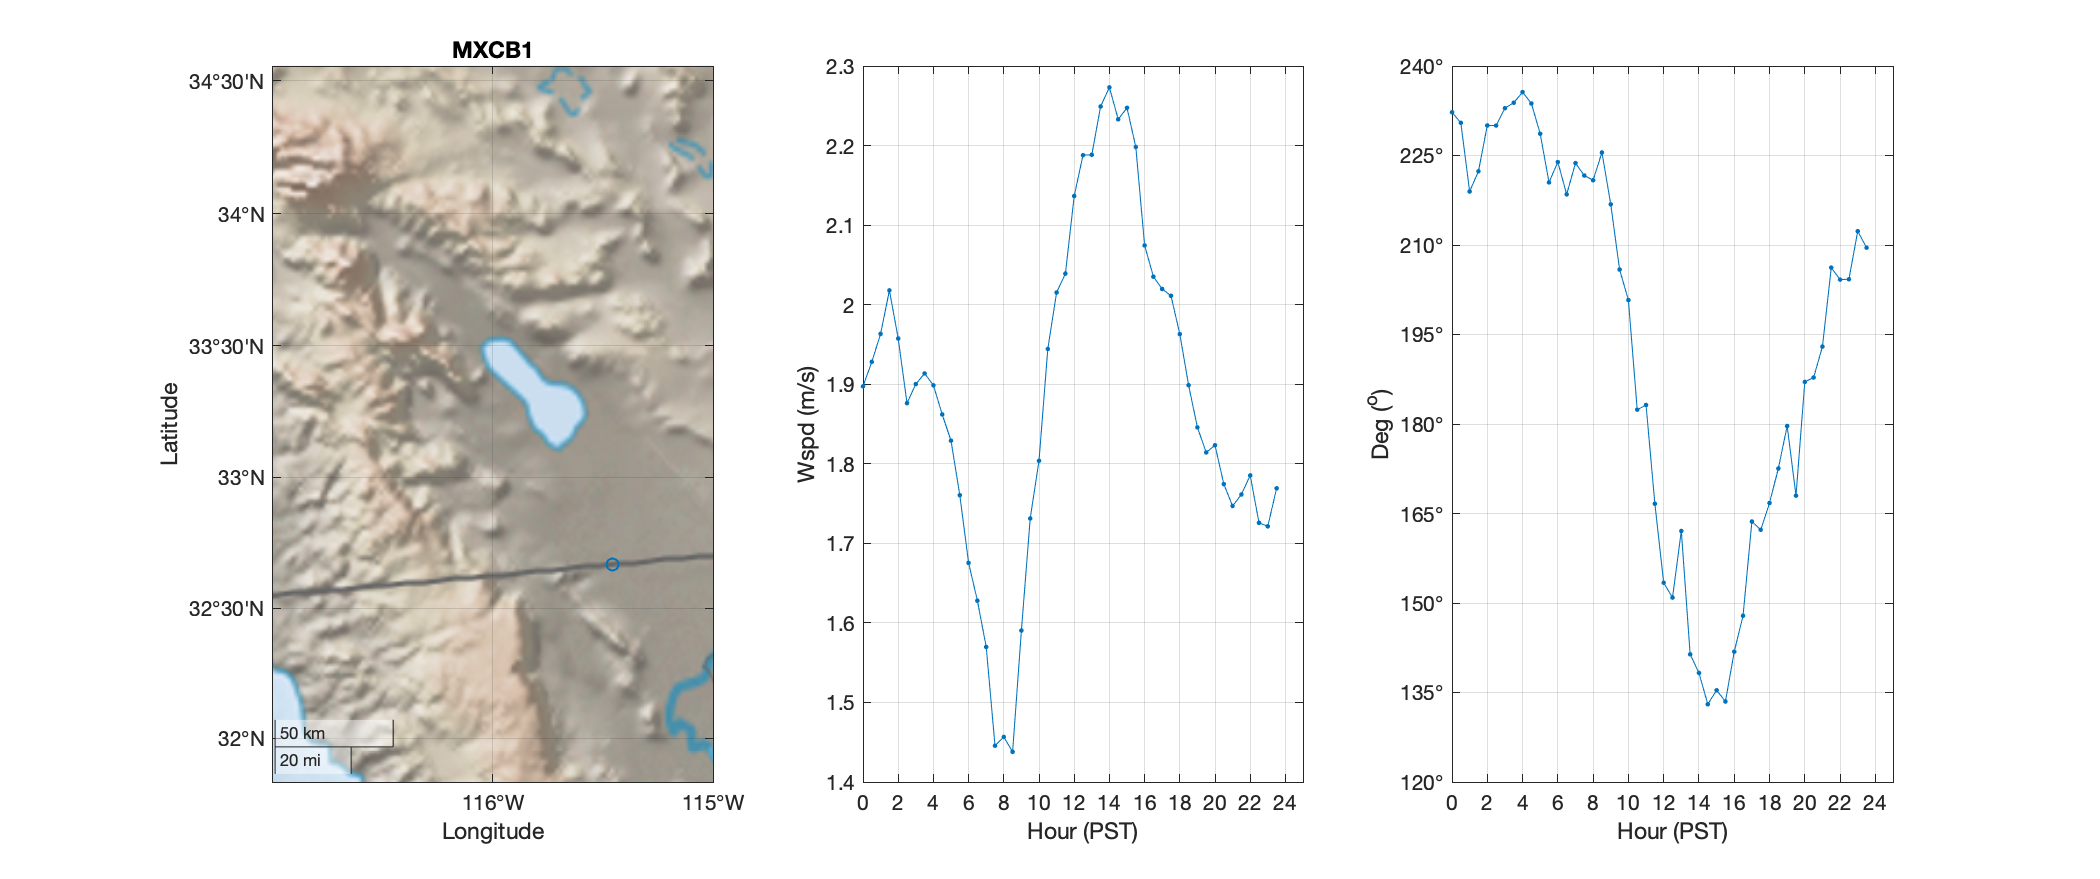 MXCB1
34°30'N
34°N
33°30'N
33°N
32°30'N
32°N
Latitude
50 km
20 mi
116°W
115°W
Longitude
2.3
2.2
2.1
2
1.9
1.8
1.7
1.6
1.5
1.4
Wspd (m/s)
0 2 4 6 8 10 12 14 16 18 20 22 24
Hour (PST)
240°
225°
210°
195°
180°
165°
150°
135°
120°
Deg (°)
0 2 4 6 8 10 12 14 16 18 20 22 24
Hour (PST)